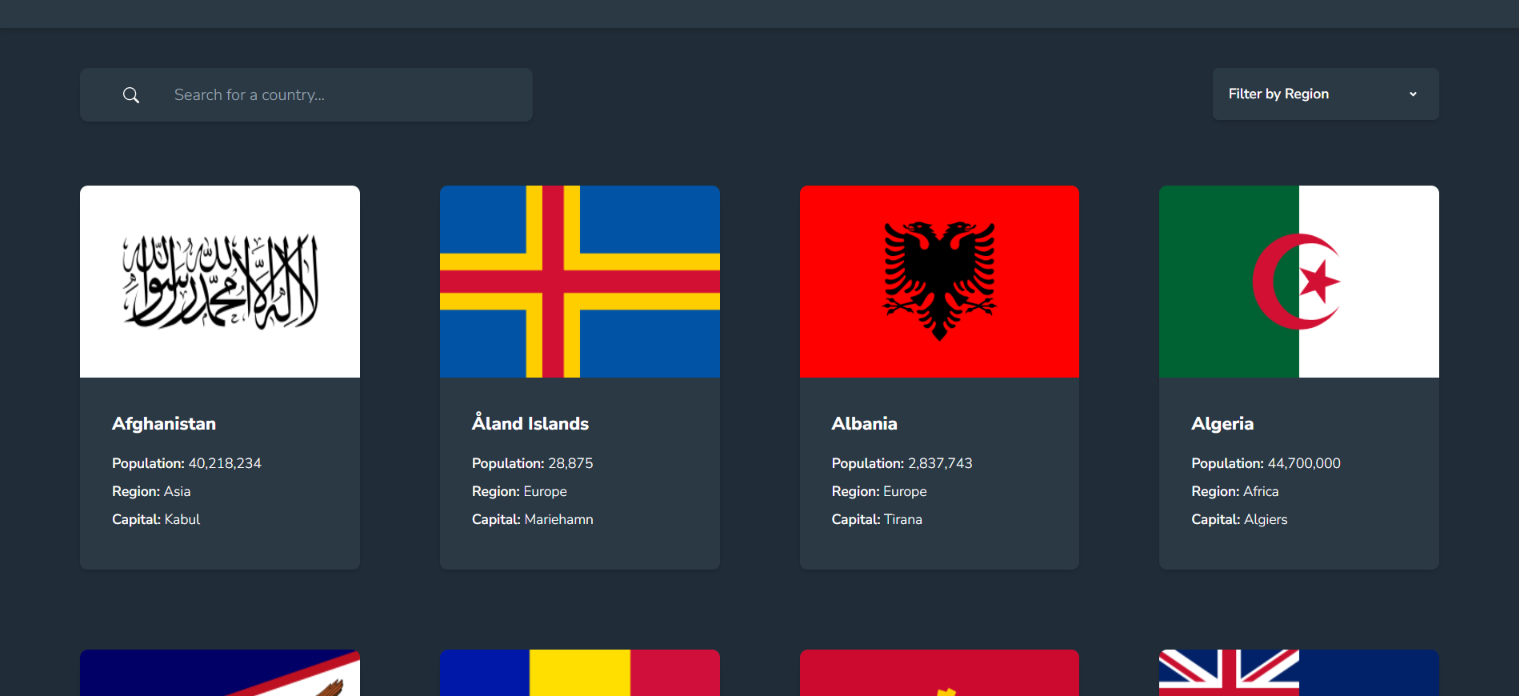 Search for a country...
Filter by Region
لا إله إلا الله محمد رسول الله
Afghanistan
Population: 40,218,234
Region: Asia
Capital: Kabul
Åland Islands
Population: 28,875
Region: Europe
Capital: Mariehamn
Albania
Population: 2,837,743
Region: Europe
Capital: Tirana
Algeria
Population: 44,700,000
Region: Africa
Capital: Algiers